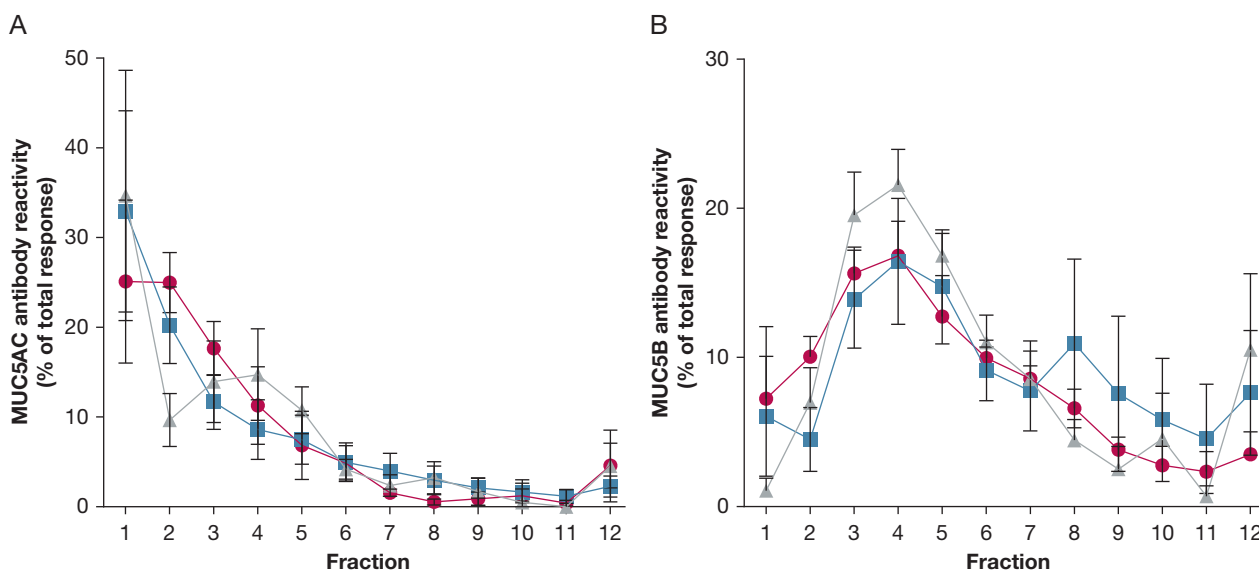 A
MUC5AC antibody reactivity
(% of total response)
50
40
30
20
10
0
1 2 3 4 5 6 7 8 9 10 11 12
Fraction
B
MUC5B antibody reactivity
(% of total response)
30
20
10
0
1 2 3 4 5 6 7 8 9 10 11 12
Fraction